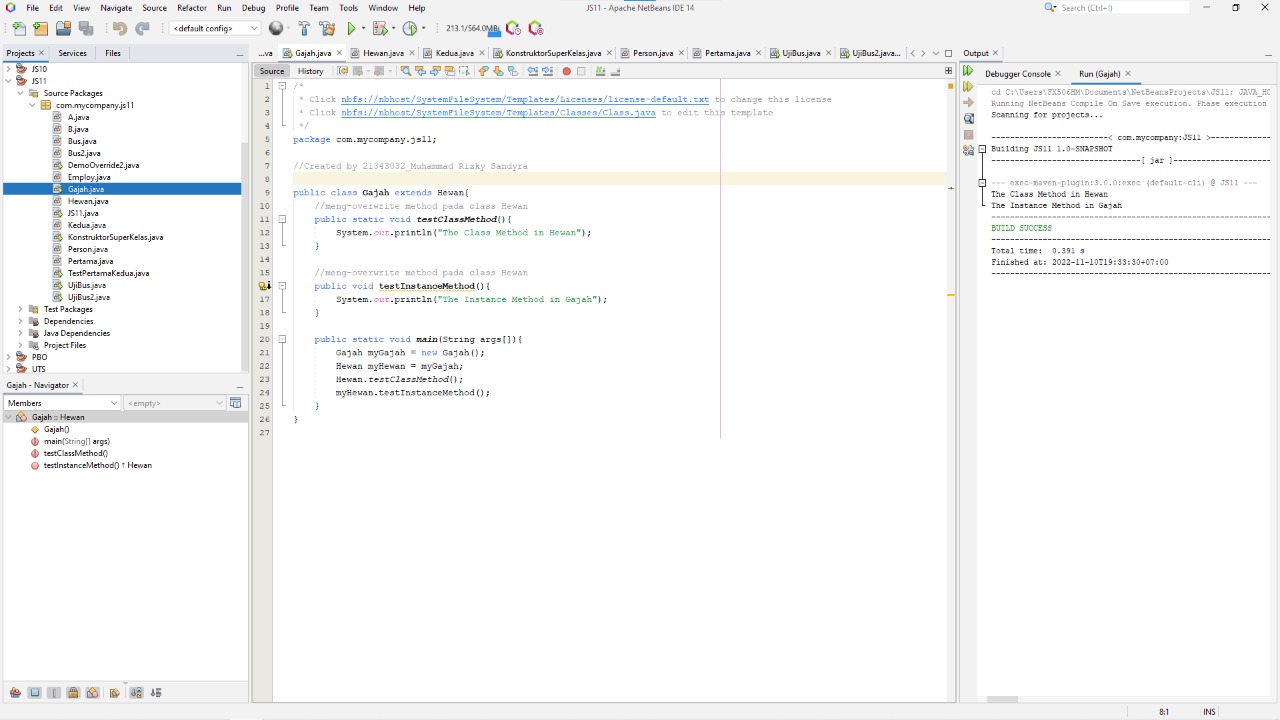 File Edit View Navigate Source Refactor Run Debug Profile Team Tools Window Help
JS11 - Apache NetBeans IDE 14
Search (Ctrl+I)
<default config>
213.1/564.0MB
Projects Services Files
JS10
JS11
Source Packages
com.mycompany.js11
A.java
B.java
Bus.java
Bus2.java
DemoOverride2.java
Employ.java
Gajah.java
Hewan.java
JS11.java
Kedua.java
KonstruktorSuperKelas.java
Person.java
Pertama.java
TestPertamaKedua.java
UjiBus.java
UjiBus2.java
Test Packages
Dependencies
Java Dependencies
Project Files
PBO
UTS
Gajah - Navigator
Members <empty>
Gajah :: Hewan
Gajah()
main(String[] args)
testClassMethod()
testInstanceMethod() ↑ Hewan
...va Gajah.java Hewan.java Kedua.java KonstruktorSuperKelas.java Person.java Pertama.java UjiBus.java UjiBus2.java...
Source History
1 /*
2 * Click nbfs://nbhost/SystemFileSystem/Templates/Licenses/license-default.txt to change this license
3 * Click nbfs://nbhost/SystemFileSystem/Templates/Classes/Class.java to edit this template
4 */
5 package com.mycompany.js11;
6
7 //Created by 21343032_Muhammad Rizky Sandyra
8
9 public class Gajah extends Hewan{
10 //meng-overwrite method pada class Hewan
11 public static void testClassMethod(){
12 System.out.println("The Class Method in Hewan");
13 }
14
15 //meng-overwrite method pada class Hewan
public void testInstanceMethod(){
17 System.out.println("The Instance Method in Gajah");
18 }
19
20 public static void main(String args[]){
21 Gajah myGajah = new Gajah();
22 Hewan myHewan = myGajah;
23 Hewan.testClassMethod();
24 myHewan.testInstanceMethod();
25 }
26 }
27
Output
Debugger Console Run (Gajah)
cd C:\Users\FX506HM\Documents\NetBeansProjects\JS11; JAVA_HO
Running NetBeans Compile On Save execution. Phase execution
Scanning for projects...
---< com.mycompany:JS11 >---
Building JS11 1.0-SNAPSHOT
---[ jar ]---
--- exec-maven-plugin:3.0.0:exec (default-cli) @ JS11 ---
The Class Method in Hewan
The Instance Method in Gajah
BUILD SUCCESS
Total time: 0.391 s
Finished at: 2022-11-10T19:33:30+07:00
8:1 INS